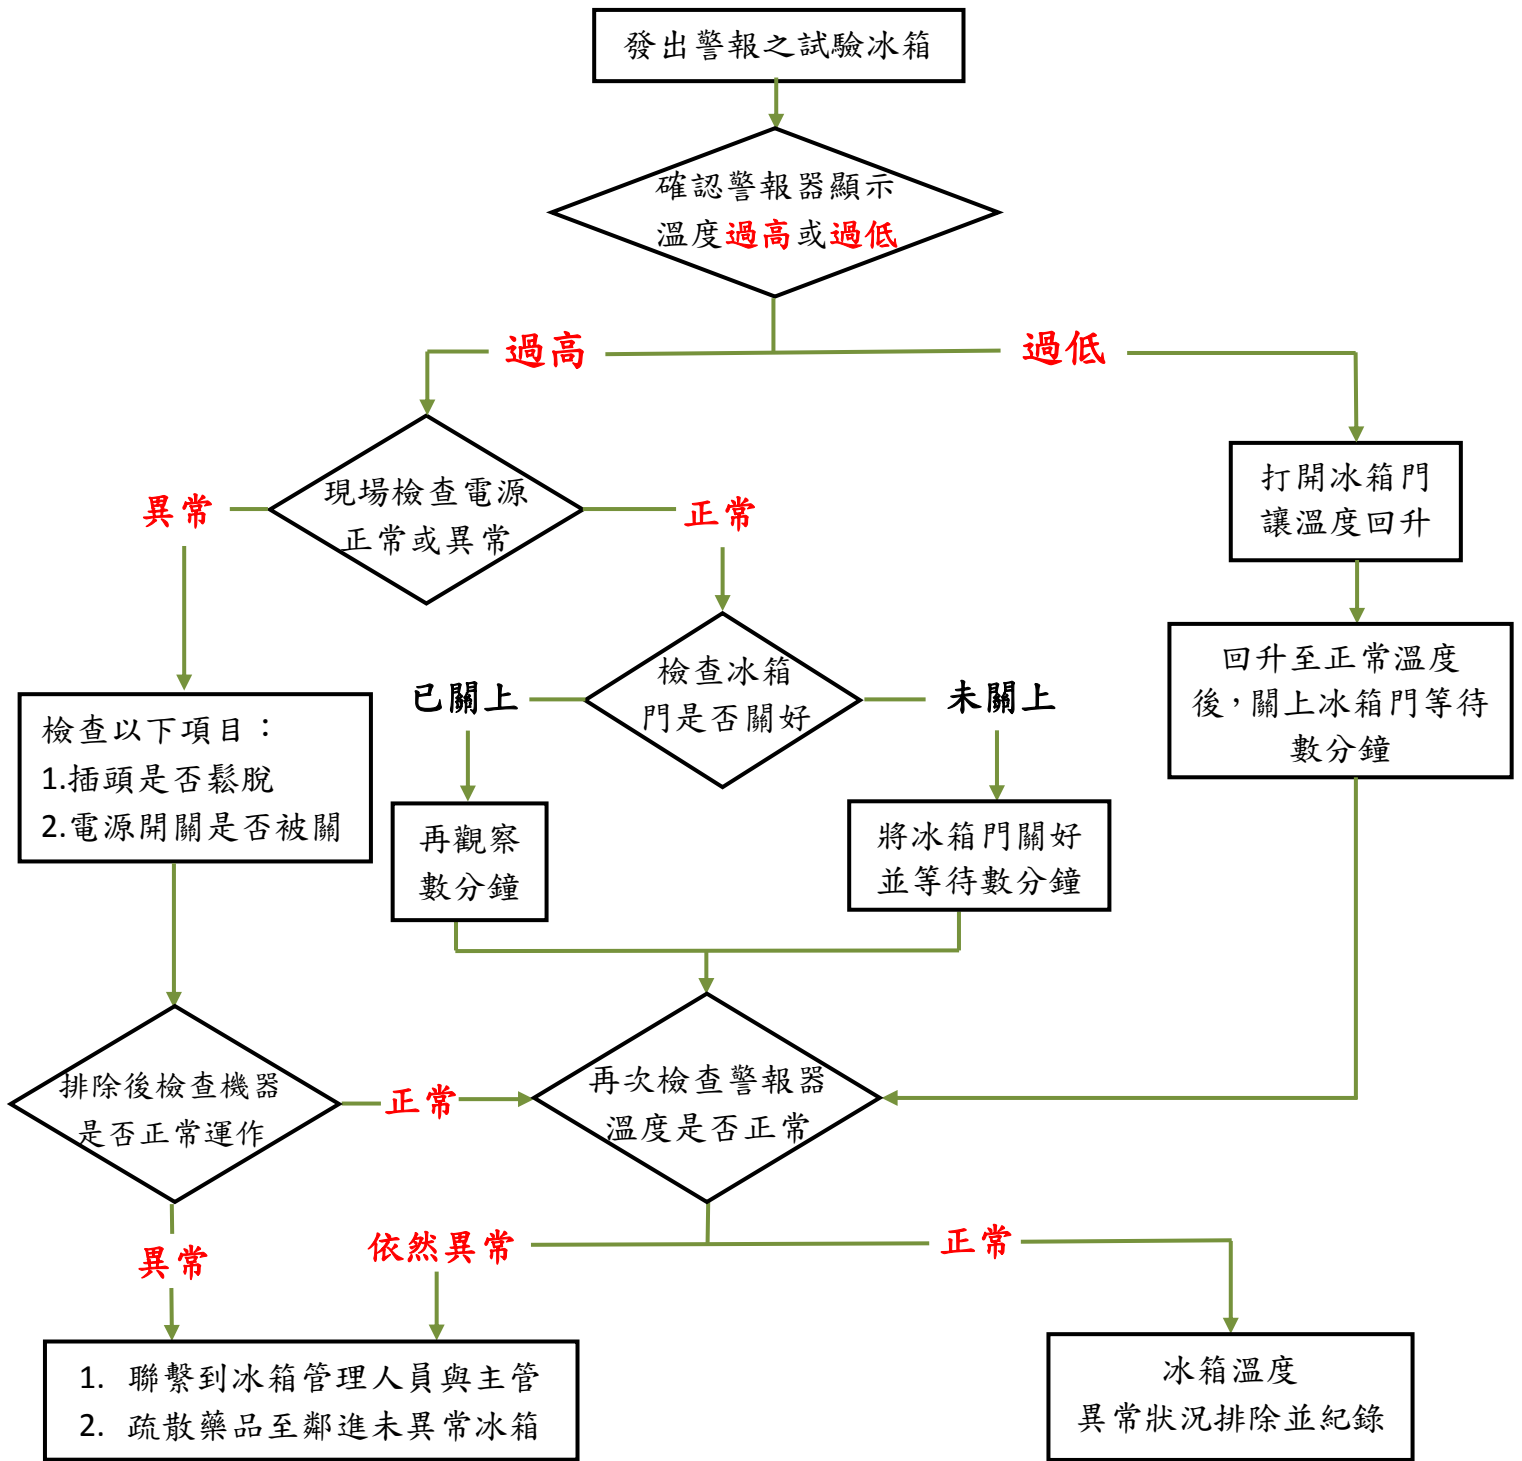 發出警報之試驗冰箱
確認警報器顯示
溫度過高或過低
過高
過低
現場檢查電源
正常或異常
異常
正常
打開冰箱門
讓溫度回升
檢查冰箱
門是否關好
已關上
未關上
回升至正常溫度
後，關上冰箱門等待
數分鐘
檢查以下項目：
1.插頭是否鬆脫
2.電源開關是否被關
再觀察
數分鐘
將冰箱門關好
並等待數分鐘
排除後檢查機器
是否正常運作
正常
再次檢查警報器
溫度是否正常
異常
依然異常
正常
1. 聯繫到冰箱管理人員與主管
2. 疏散藥品至鄰進未異常冰箱
冰箱溫度
異常狀況排除並紀錄